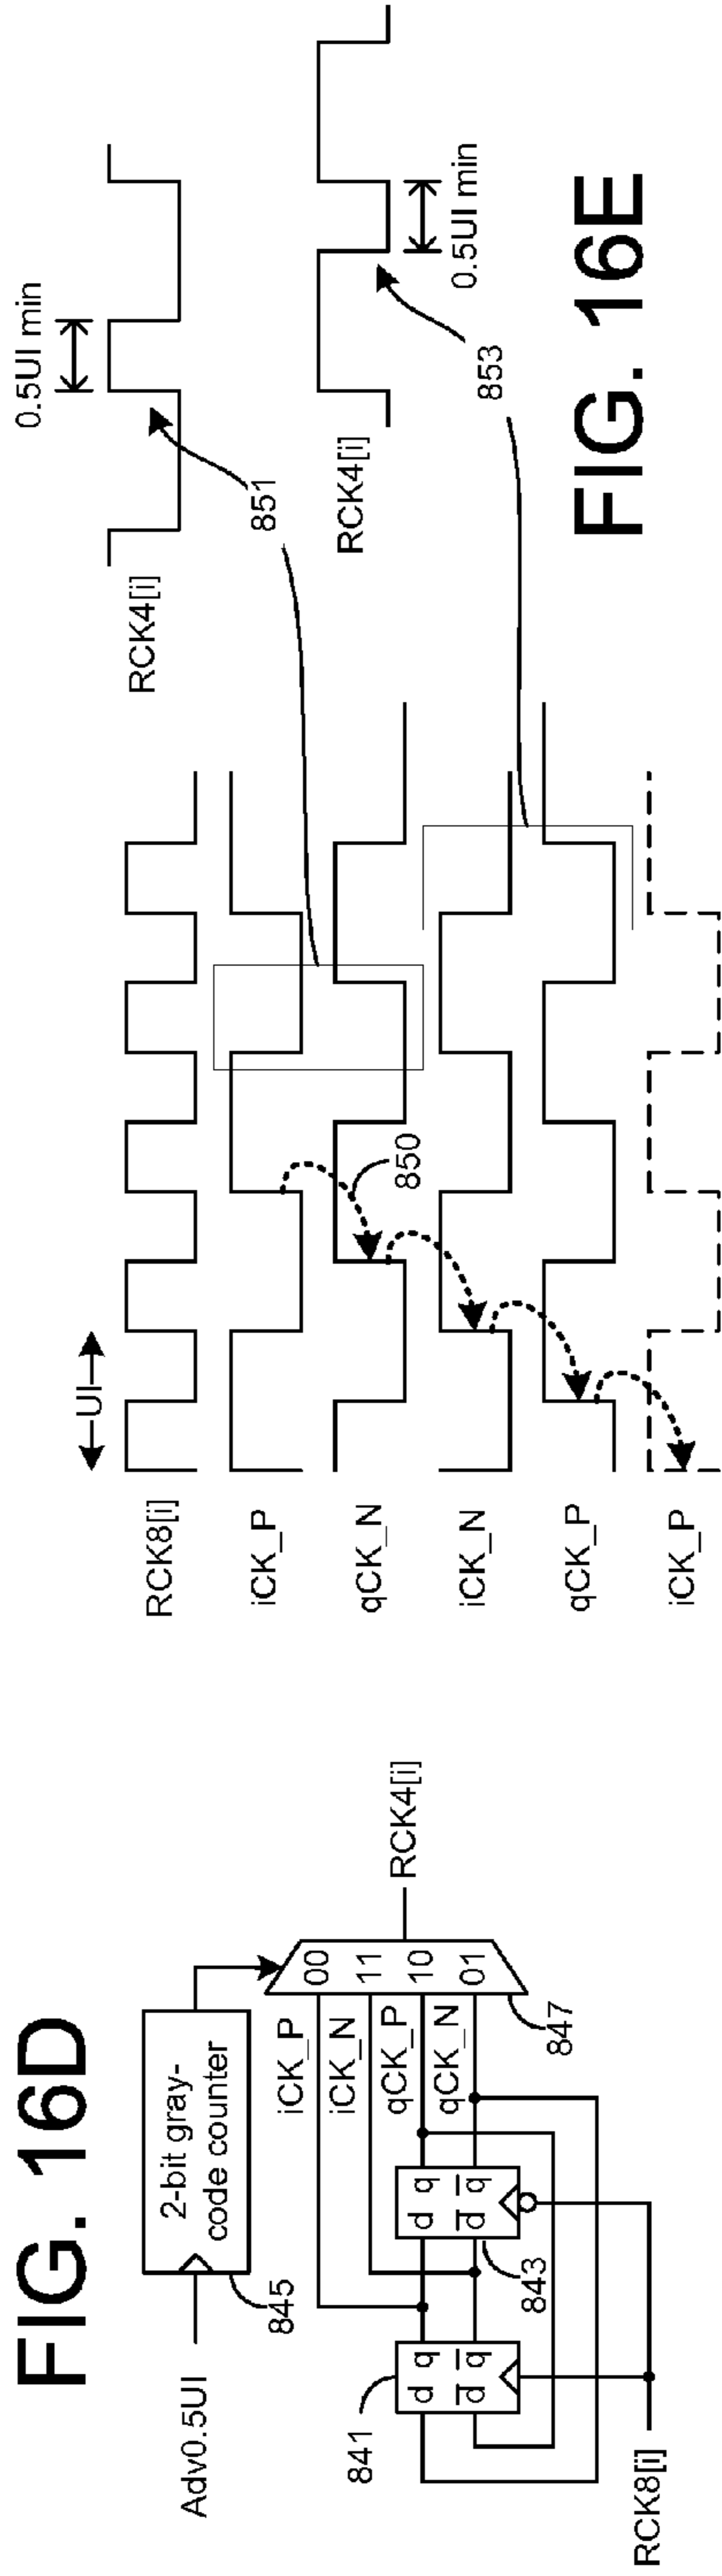 FIG. 16D
Adv0.5UI
2-bit gray-
code counter
845
iCK_P
iCK_N
qCK_P
qCK_N
00
11
10
01
RCK4[i]
847
841
d q
d q
843
d q
d q
RCK8[i]
UI
RCK8[i]
iCK_P
qCK_N
iCK_N
qCK_P
iCK_P
850
0.5UI min
851
RCK4[i]
0.5UI min
853
RCK4[i]
FIG. 16E